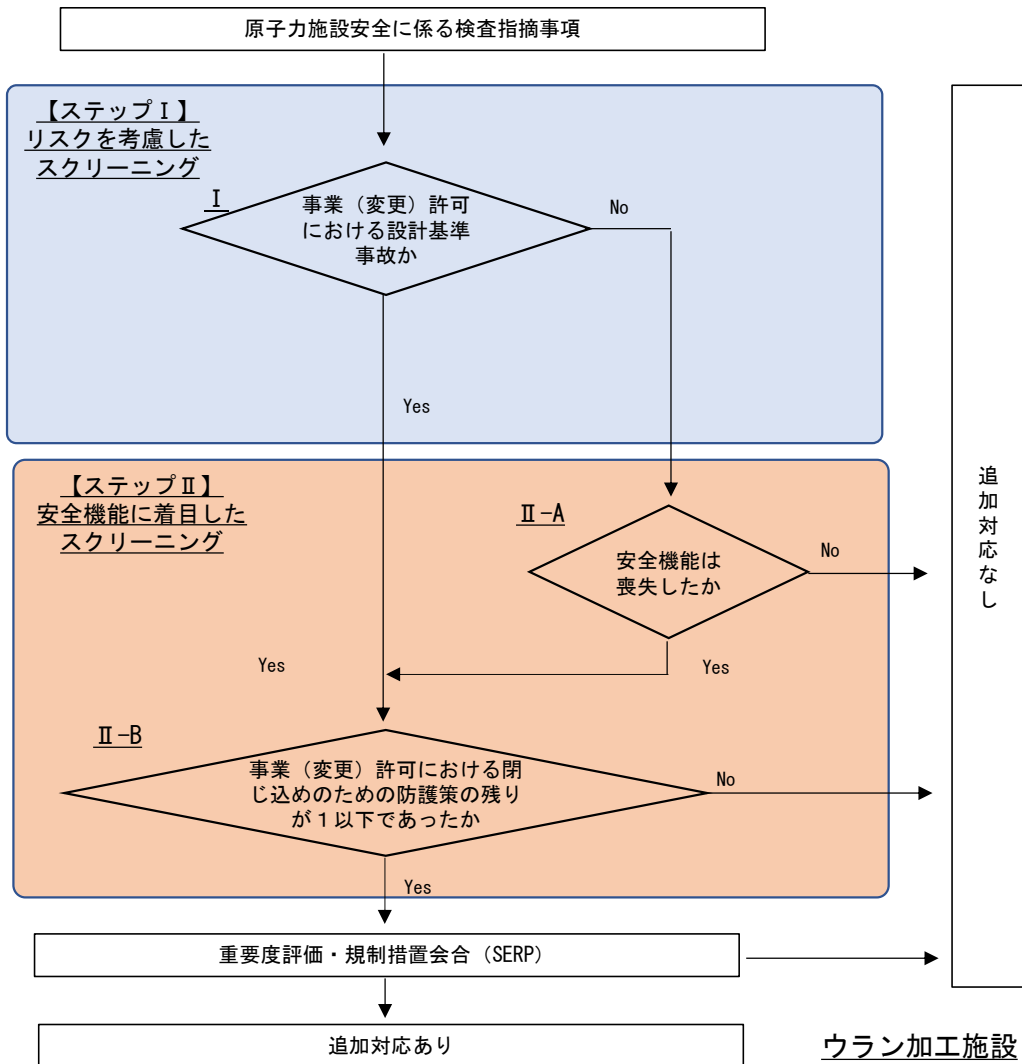 原子力施設安全に係る検査指摘事項
【ステップⅠ】
リスクを考慮した
スクリーニング
Ⅰ
事業（変更）許可
における設計基準
事故か
No
Yes
【ステップⅡ】
安全機能に着目した
スクリーニング
Ⅱ-A
安全機能は
喪失したか
No
Yes
Yes
Ⅱ-B
事業（変更）許可における閉
じ込めのための防護策の残り
が１以下であったか
No
Yes
重要度評価・規制措置会合（SERP）
追加対応あり
追加対応なし
ウラン加工施設